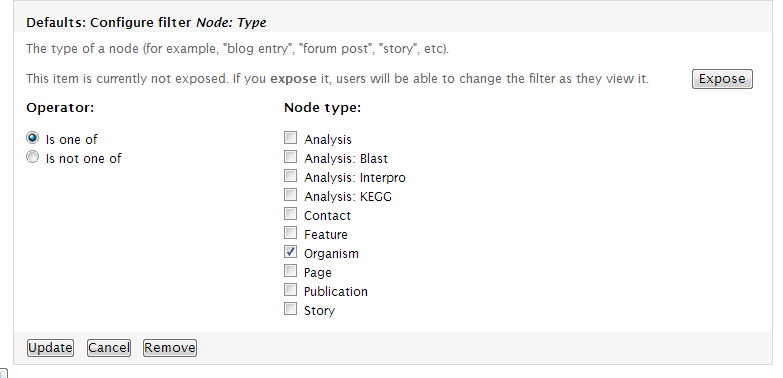 Defaults: Configure filter Node: Type
The type of a node (for example, "blog entry", "forum post", "story", etc).
This item is currently not exposed. If you expose it, users will be able to change the filter as they view it.
Expose
Operator:
Is one of
Is not one of
Node type:
Analysis
Analysis: Blast
Analysis: Interpro
Analysis: KEGG
Contact
Feature
Organism
Page
Publication
Story
Update Cancel Remove